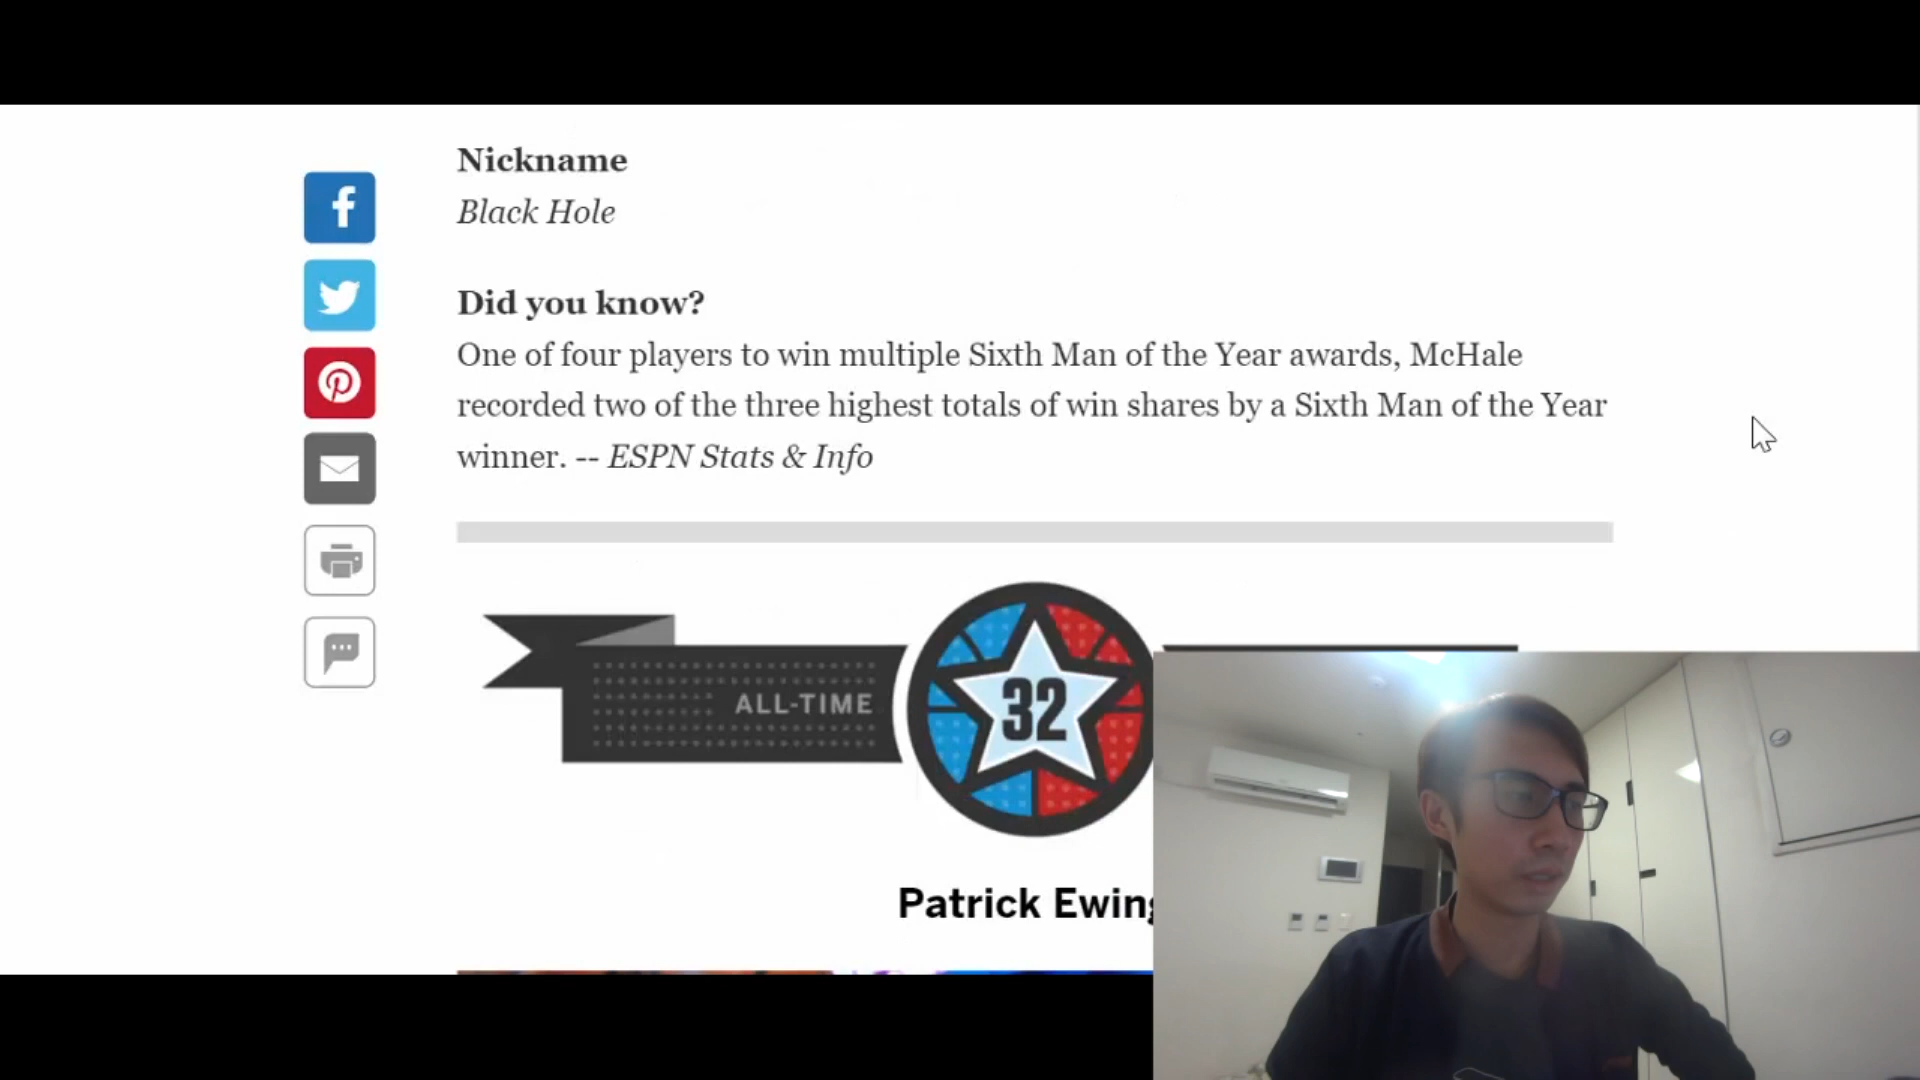 Nickname
Black Hole
Did you know?
One of four players to win multiple Sixth Man of the Year awards, McHale
recorded two of the three highest totals of win shares by a Sixth Man of the Year
winner. -- ESPN Stats & Info
ALL-TIME
32
Patrick Ewing